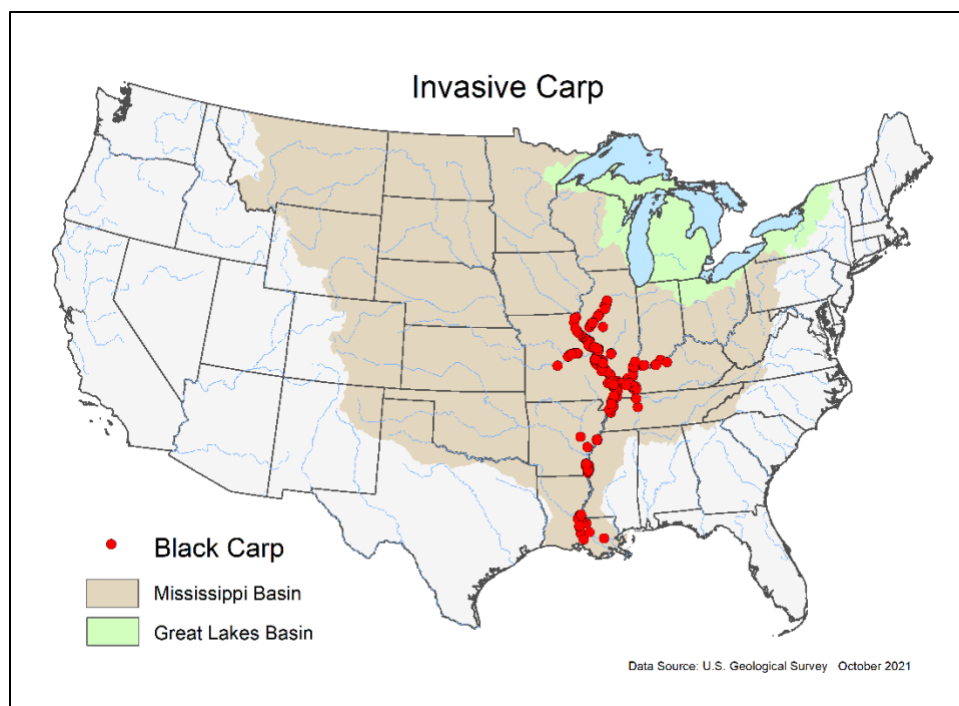 Invasive Carp
Black Carp
Mississippi Basin
Great Lakes Basin
Data Source: U.S. Geological Survey October 2021